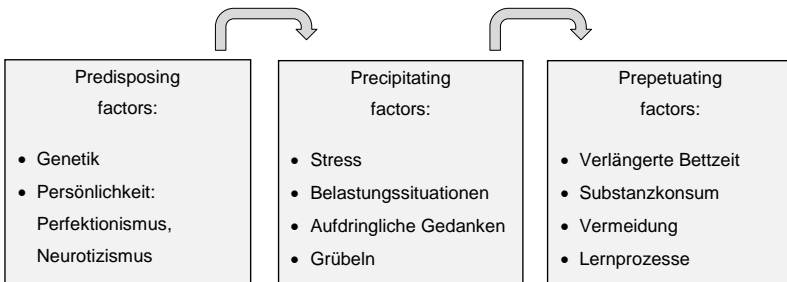 Predisposing
factors:
• Genetik
• Persönlichkeit:
Perfektionismus,
Neurotizismus
Precipitating
factors:
• Stress
• Belastungssituationen
• Aufdringliche Gedanken
• Grübeln
Prepetuating
factors:
• Verlängerte Bettzeit
• Substanzkonsum
• Vermeidung
• Lernprozesse